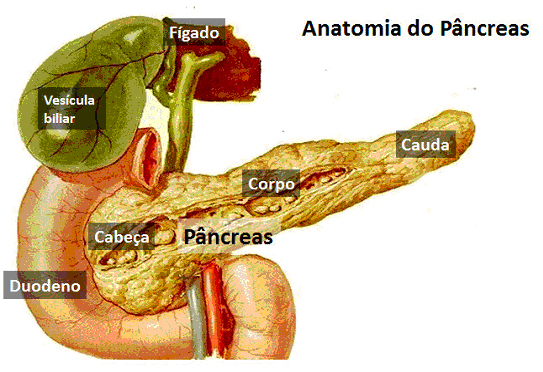 Anatomia do Pâncreas
Fígado
Vesícula
biliar
Cauda
Corpo
Cabeça
Pâncreas
Duodeno